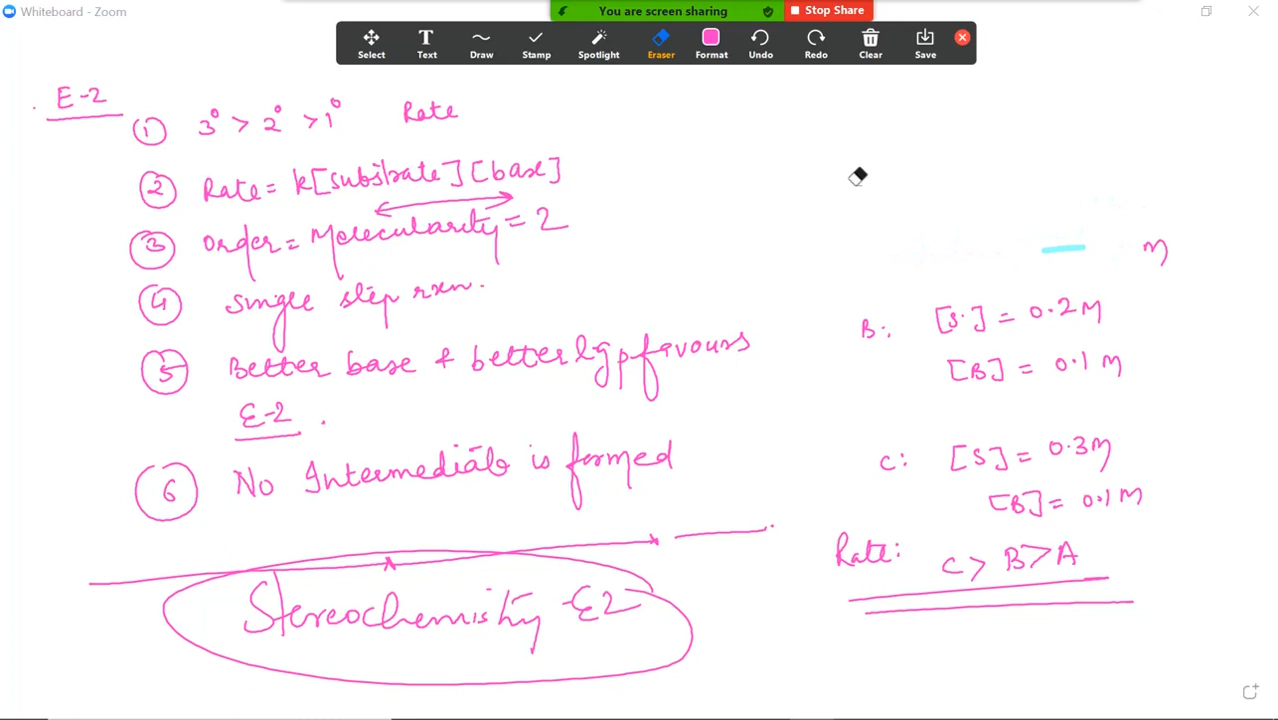 Whiteboard - Zoom
You are screen sharing
Stop Share
Select
Text
Draw
Stamp
Spotlight
Eraser
Format
Undo
Redo
Clear
Save
E-2
① 3° > 2° > 1° Rate
② Rate = k[substrate][base]
③ Order = Molecularity = 2
④ Single step rxn.
⑤ Better base + better lgp favours
E-2.
⑥ No Intermediate is formed
Stereochemistry - E2
M
B: [S.] = 0.2M
[B] = 0.1 M
C: [S] = 0.3M
[B] = 0.1 M
Rate: C > B > A